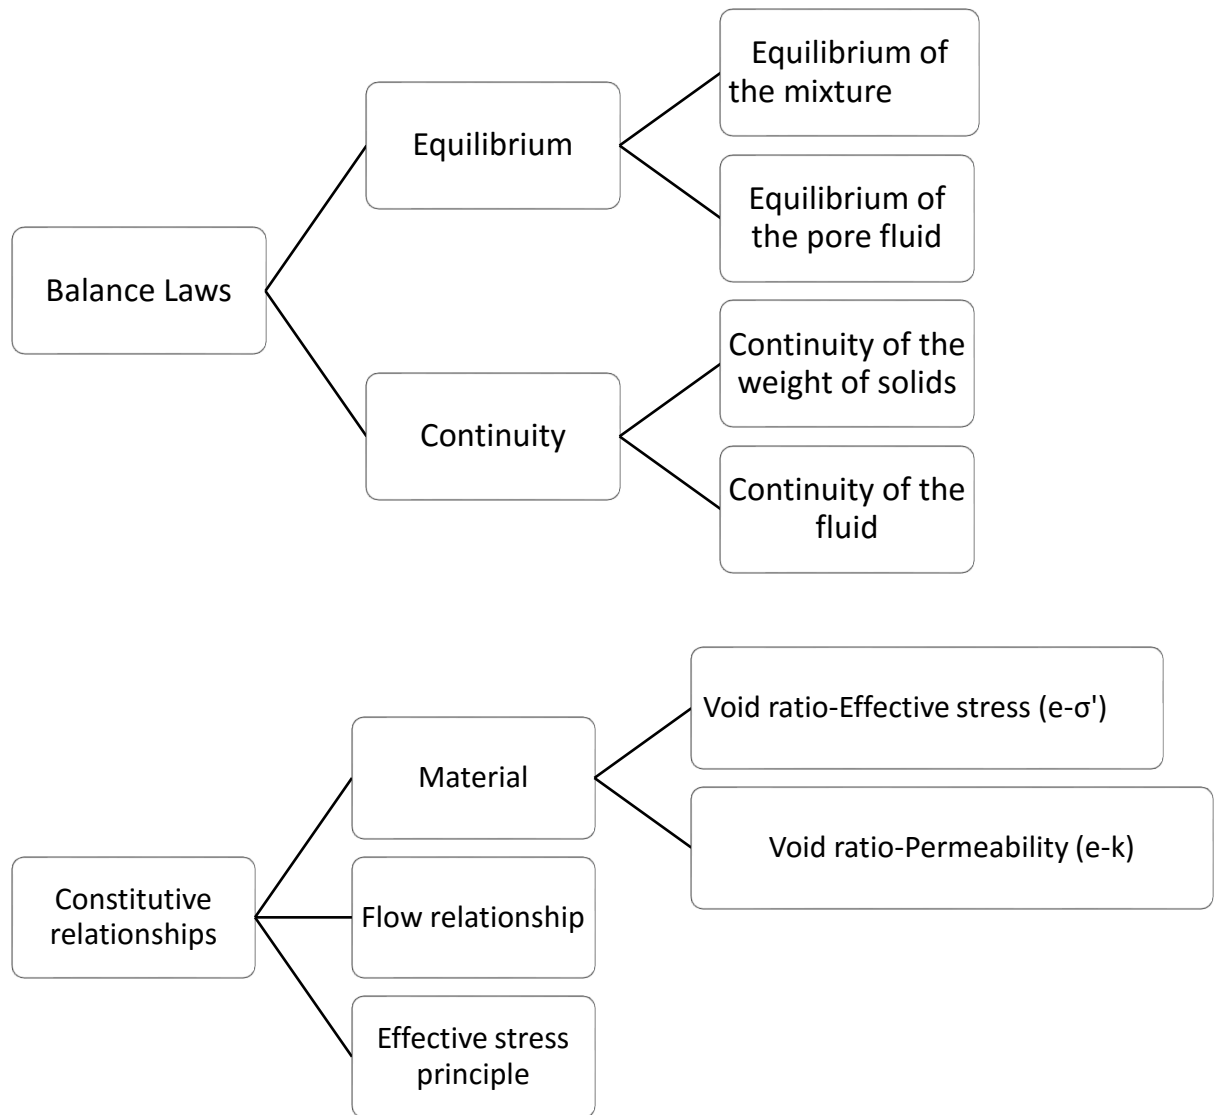 Balance Laws
Equilibrium
Equilibrium of
the mixture
Equilibrium of
the pore fluid
Continuity
Continuity of the
weight of solids
Continuity of the
fluid
Constitutive
relationships
Material
Void ratio-Effective stress (e-σ')
Void ratio-Permeability (e-k)
Flow relationship
Effective stress
principle